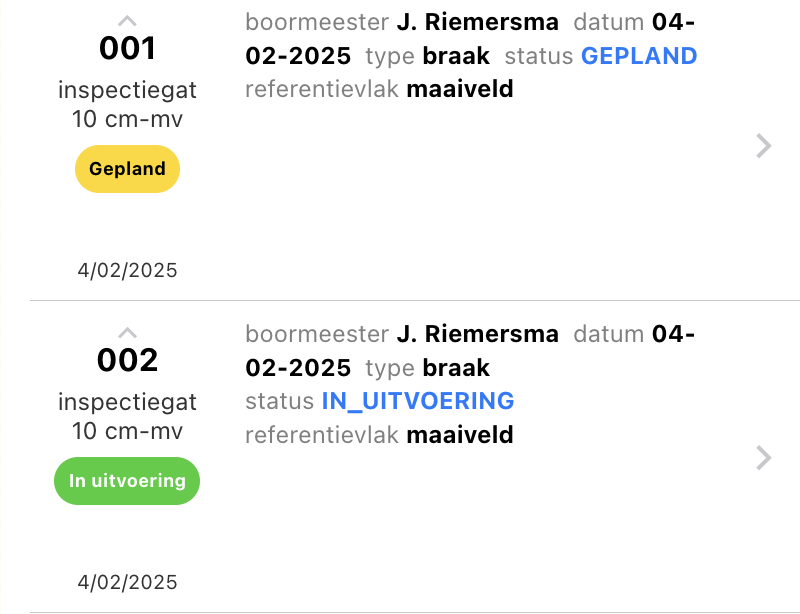 001
inspectiegat
10 cm-mv
Gepland
4/02/2025
boormeester J. Riemersma datum 04-
02-2025 type braak status GEPLAND
referentievlak maaiveld
002
inspectiegat
10 cm-mv
In uitvoering
4/02/2025
boormeester J. Riemersma datum 04-
02-2025 type braak
status IN_UITVOERING
referentievlak maaiveld